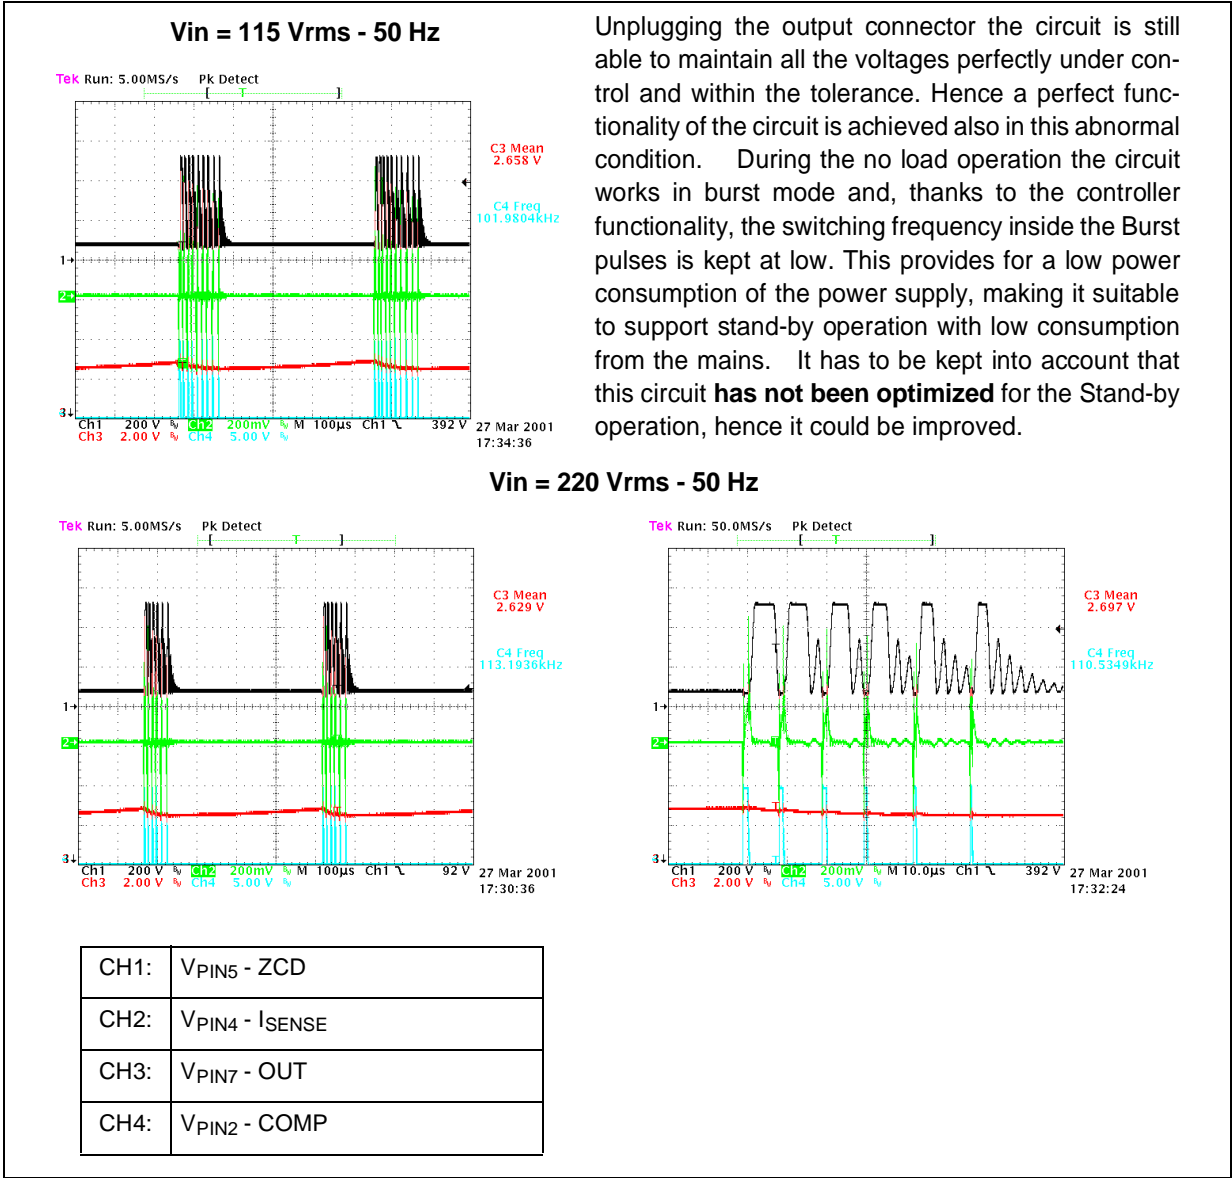 Vin = 115 Vrms - 50 Hz
Tek Run: 5.00MS/s Pk Detect
[ T ]
C3 Mean
2.658 V
C4 Freq
101.9804kHz
1
2
3
Ch1 200 V Ch2 200mV M 100µs Ch1 392 V
Ch3 2.00 V Ch4 5.00 V
27 Mar 2001
17:34:36
Unplugging the output connector the circuit is still
able to maintain all the voltages perfectly under con-
trol and within the tolerance. Hence a perfect func-
tionality of the circuit is achieved also in this abnormal
condition. During the no load operation the circuit
works in burst mode and, thanks to the controller
functionality, the switching frequency inside the Burst
pulses is kept at low. This provides for a low power
consumption of the power supply, making it suitable
to support stand-by operation with low consumption
from the mains. It has to be kept into account that
this circuit has not been optimized for the Stand-by
operation, hence it could be improved.
Vin = 220 Vrms - 50 Hz
Tek Run: 5.00MS/s Pk Detect
[ T ]
C3 Mean
2.629 V
C4 Freq
113.1936kHz
1
2
3
Ch1 200 V Ch2 200mV M 100µs Ch1 92 V
Ch3 2.00 V Ch4 5.00 V
27 Mar 2001
17:30:36
Tek Run: 50.0MS/s Pk Detect
[ T ]
C3 Mean
2.697 V
C4 Freq
110.5349kHz
1
2
3
Ch1 200 V Ch2 200mV M 10.0µs Ch1 392 V
Ch3 2.00 V Ch4 5.00 V
27 Mar 2001
17:32:24
CH1: VPIN5 - ZCD
CH2: VPIN4 - ISENSE
CH3: VPIN7 - OUT
CH4: VPIN2 - COMP